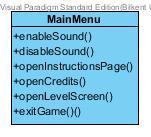 Visual Paradigm Standard Edition(Bilkent U
MainMenu
+enableSound()
+disableSound()
+openInstructionsPage()
+openCredits()
+openLevelScreen()
+exitGame()()